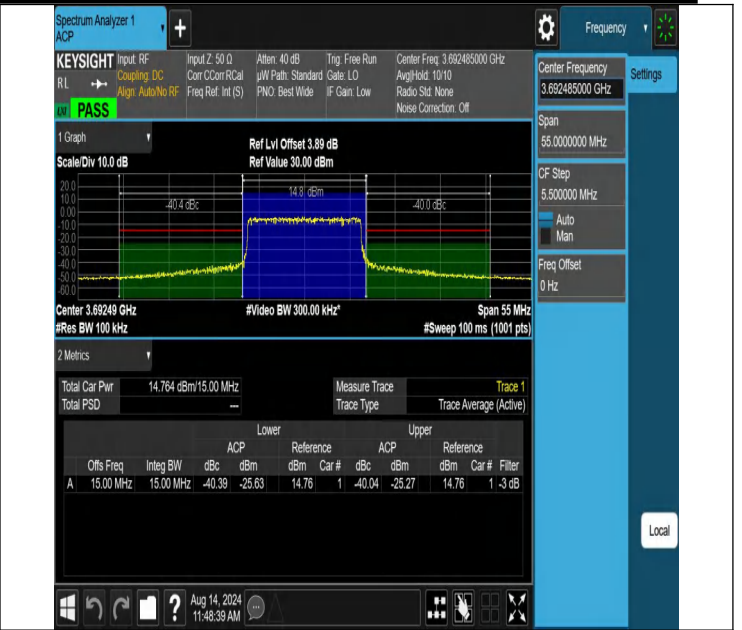 Spectrum Analyzer 1
ACP
+
Frequency
KEYSIGHT Input: RF Input Z: 50 Ω Atten: 40 dB Trig: Free Run Center Freq: 3.692485000 GHz
RL Coupling: DC Corr CCorr RCal µW Path: Standard Gate: LO Avg|Hold: 10/10
Align: Auto/No RF Freq Ref: Int (S) PNO: Best Wide IF Gain: Low Radio Std: None
PASS Noise Correction: Off
Center Frequency
3.692485000 GHz
Settings
Span
55.0000000 MHz
CF Step
5.500000 MHz
Auto
Man
Freq Offset
0 Hz
1 Graph
Ref Lvl Offset 3.89 dB
Scale/Div 10.0 dB Ref Value 30.00 dBm
20.0
10.0
0.00
-10.0
-20.0
-30.0
-40.0
-50.0
-60.0
-40.4 dBc 14.8 dBm -40.0 dBc
Center 3.69249 GHz #Video BW 300.00 kHz* Span 55 MHz
#Res BW 100 kHz #Sweep 100 ms (1001 pts)
2 Metrics
Total Car Pwr 14.764 dBm/15.00 MHz Measure Trace Trace 1
Total PSD --- Trace Type Trace Average (Active)
Lower Upper
ACP Reference ACP Reference
Offs Freq Integ BW dBc dBm dBm Car # dBc dBm dBm Car # Filter
A 15.00 MHz 15.00 MHz -40.39 -25.63 14.76 1 -40.04 -25.27 14.76 1 -3 dB
Local
? Aug 14, 2024
11:48:39 AM